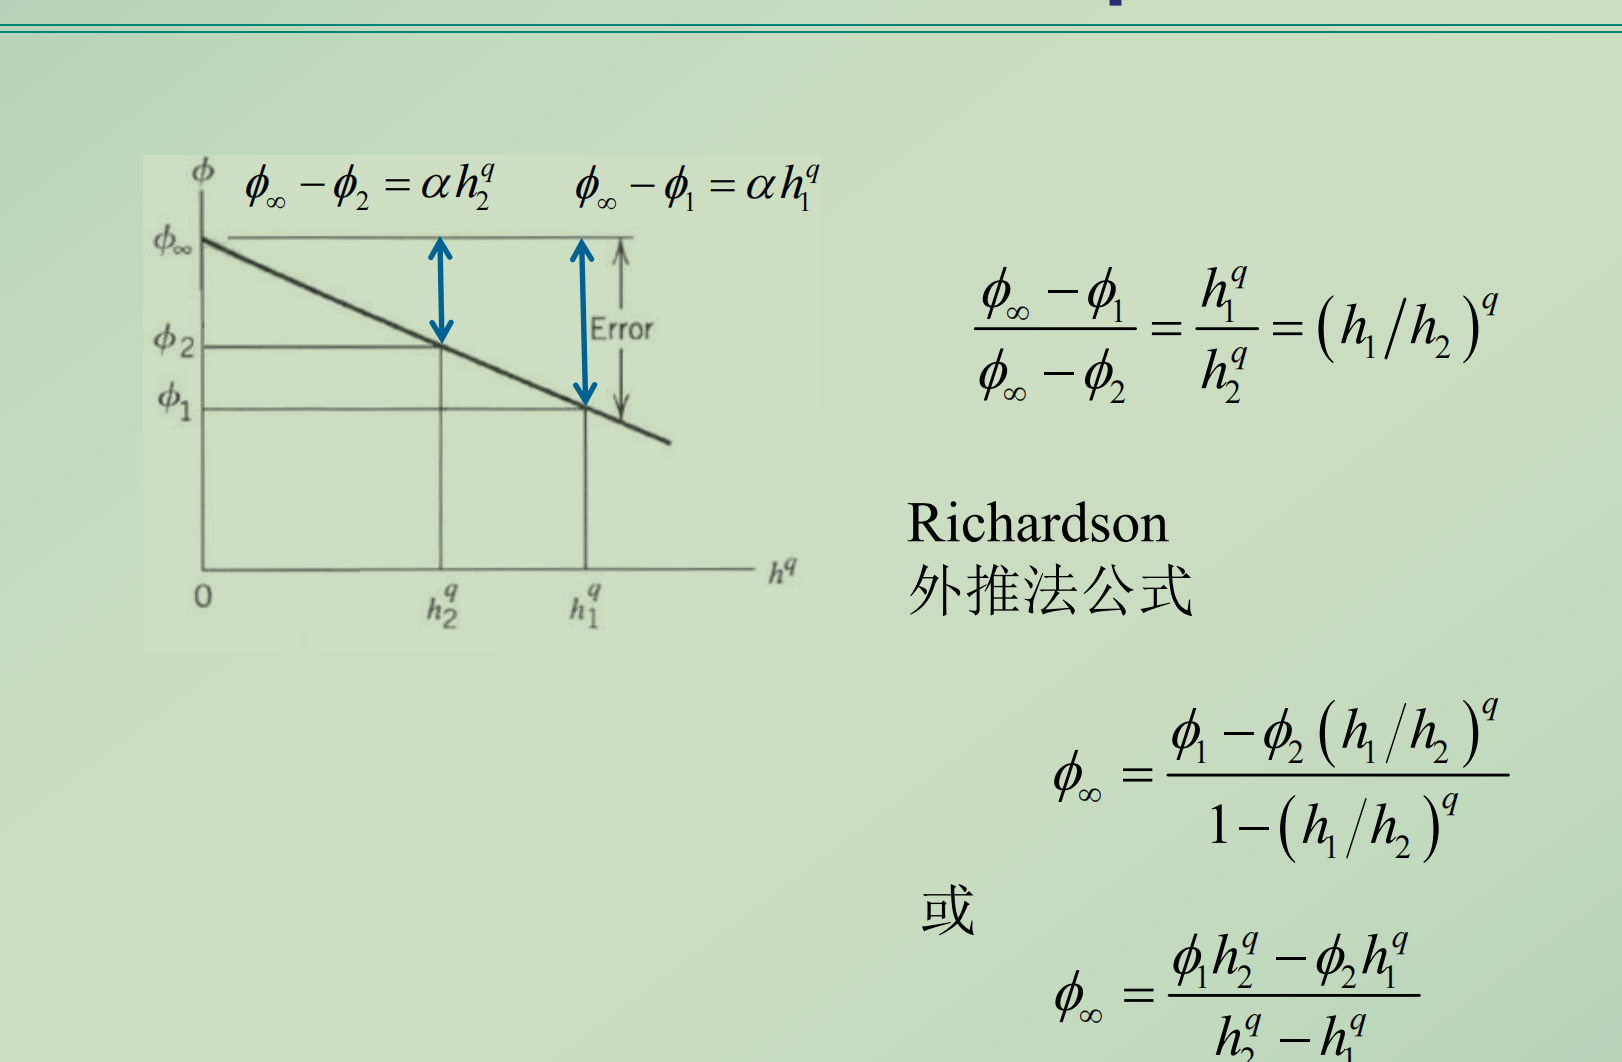 ϕ
ϕ∞ − ϕ2 = αh2^q
ϕ∞ − ϕ1 = αh1^q
ϕ∞
ϕ2
ϕ1
Error
0
h2^q
h1^q
h^q
(ϕ∞ − ϕ1)/(ϕ∞ − ϕ2) = h1^q/h2^q = (h1/h2)^q
Richardson
外推法公式
ϕ∞ = (ϕ1 − ϕ2(h1/h2)^q)/(1 − (h1/h2)^q)
或
ϕ∞ = (ϕ1h2^q − ϕ2h1^q)/(h2^q − h1^q)